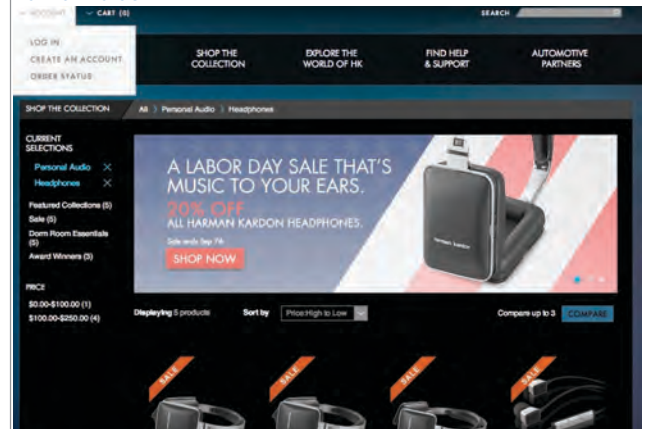 ACCOUNT
CART (0)
SEARCH
LOG IN
CREATE AN ACCOUNT
ORDER STATUS
SHOP THE
COLLECTION
EXPLORE THE
WORLD OF HK
FIND HELP
& SUPPORT
AUTOMOTIVE
PARTNERS
SHOP THE COLLECTION
All
Personal Audio
Headphones
CURRENT
SELECTIONS
Personal Audio X
Headphones X
Featured Collections (5)
Sale (5)
Dorm Room Essentials
(5)
Award Winners (3)
PRICE
$0.00-$100.00 (1)
$100.00-$250.00 (4)
A LABOR DAY SALE THAT'S
MUSIC TO YOUR EARS.
20% OFF
ALL HARMAN KARDON HEADPHONES.
Sale ends Sep 7th
SHOP NOW
harman kardon
Displaying 5 products
Sort by
Price:High to Low
Compare up to 3
COMPARE
SALE
SALE
SALE
SALE